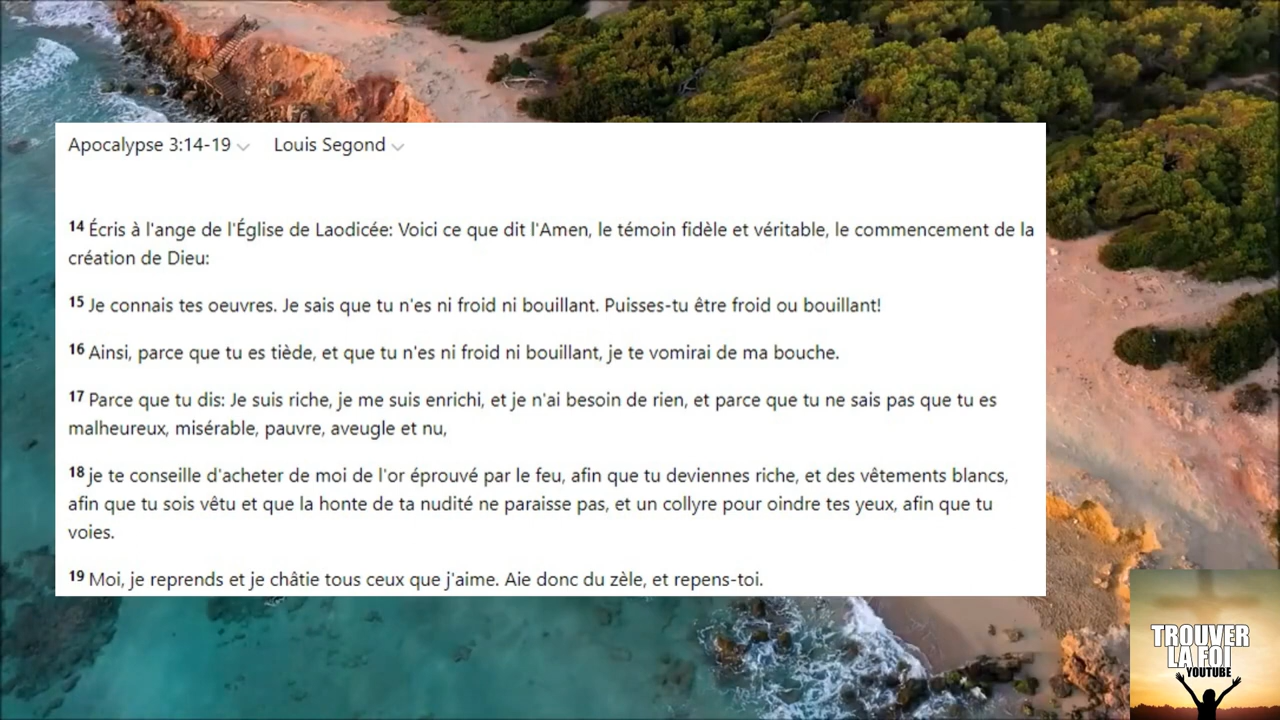 Apocalypse 3:14-19 Louis Segond
14 Écris à l'ange de l'Église de Laodicée: Voici ce que dit l'Amen, le témoin fidèle et véritable, le commencement de la
création de Dieu:
15 Je connais tes oeuvres. Je sais que tu n'es ni froid ni bouillant. Puisses-tu être froid ou bouillant!
16 Ainsi, parce que tu es tiède, et que tu n'es ni froid ni bouillant, je te vomirai de ma bouche.
17 Parce que tu dis: Je suis riche, je me suis enrichi, et je n'ai besoin de rien, et parce que tu ne sais pas que tu es
malheureux, misérable, pauvre, aveugle et nu,
18 je te conseille d'acheter de moi de l'or éprouvé par le feu, afin que tu deviennes riche, et des vêtements blancs,
afin que tu sois vêtu et que la honte de ta nudité ne paraisse pas, et un collyre pour oindre tes yeux, afin que tu
voies.
19 Moi, je reprends et je châtie tous ceux que j'aime. Aie donc du zèle, et repens-toi.
TROUVER
LA FOI
YOUTUBE